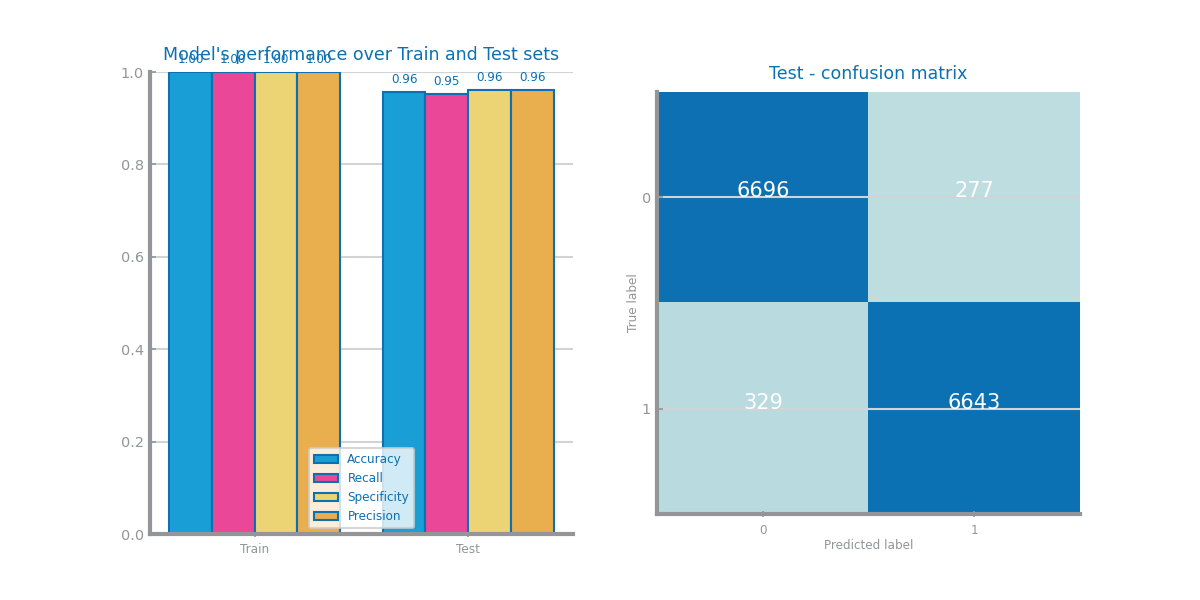 Model's performance over Train and Test sets
1.00 1.00 1.00 1.00
0.96 0.95 0.96 0.96
1.0
0.8
0.6
0.4
0.2
0.0
Accuracy
Recall
Specificity
Precision
Train Test
Test - confusion matrix
True label
0
1
6696 277
329 6643
0 1
Predicted label